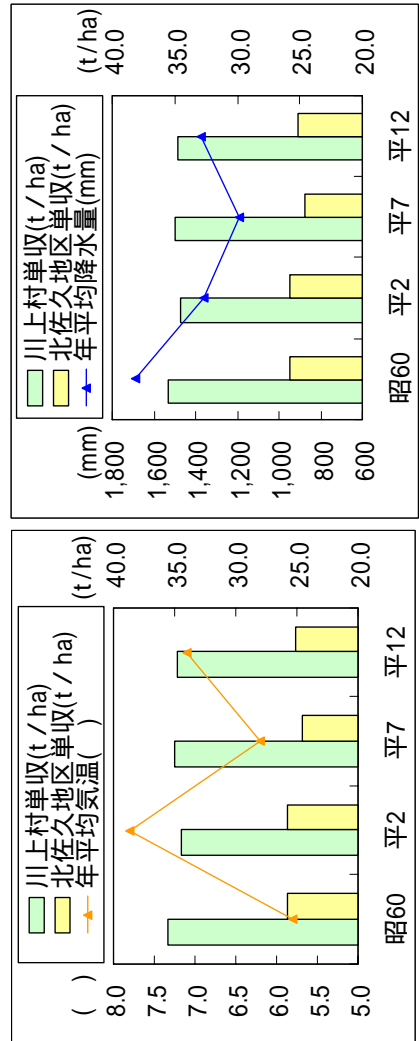 川上村単収(t / ha)
北佐久地区単収(t / ha)
年平均気温(　)
(　)
(t/ha)
8.0
7.5
7.0
6.5
6.0
5.5
5.0
40.0
35.0
30.0
25.0
20.0
昭60
平2
平7
平12
川上村単収(t / ha)
北佐久地区単収(t / ha)
年平均降水量(mm)
(mm)
(t/ha)
1,800
1,600
1,400
1,200
1,000
800
600
40.0
35.0
30.0
25.0
20.0
昭60
平2
平7
平12